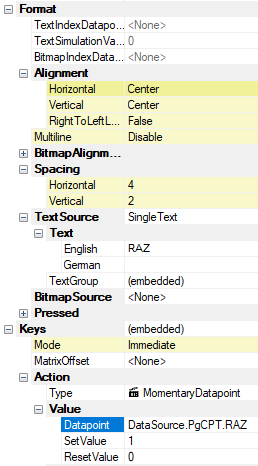 Format
TextIndexDatapo... <None>
TextSimulationVa... 0
BitmapIndexData... <None>
Alignment
Horizontal Center
Vertical Center
RightToLeftL... False
Multiline Disable
BitmapAlignm...
Spacing
Horizontal 4
Vertical 2
TextSource SingleText
Text
English RAZ
German
TextGroup (embedded)
BitmapSource <None>
Pressed
Keys (embedded)
Mode Immediate
MatrixOffset <None>
Action
Type MomentaryDatapoint
Value
Datapoint DataSource.PgCPT.RAZ
SetValue 1
ResetValue 0